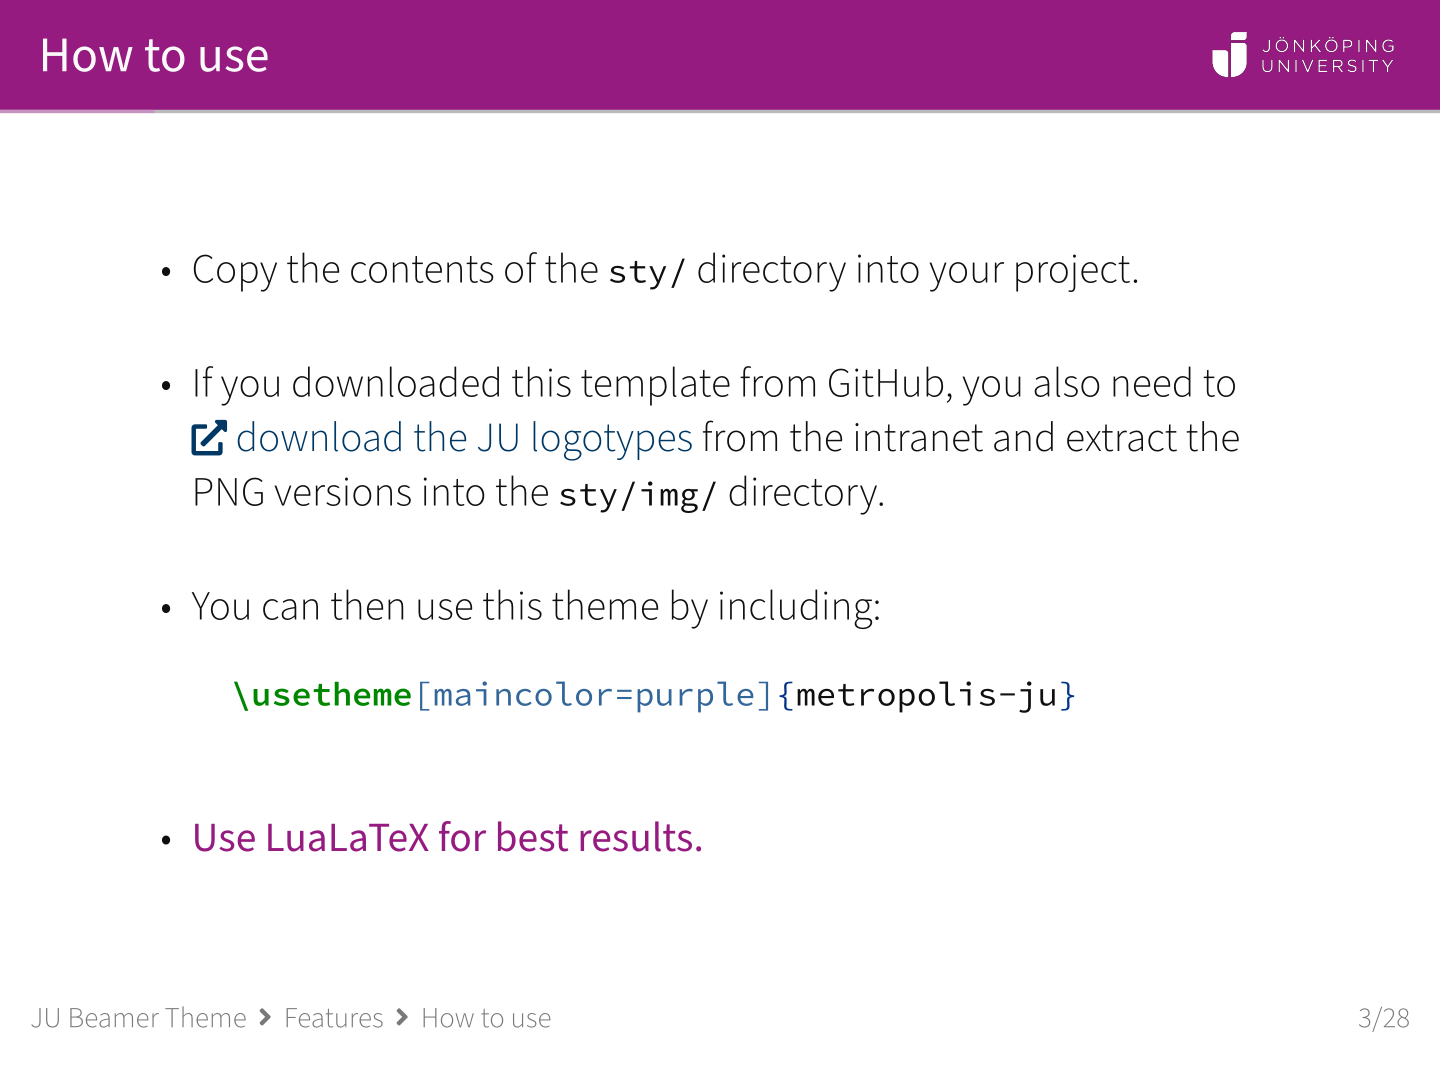 How to use
JÖNKÖPING
UNIVERSITY
• Copy the contents of the sty/ directory into your project.
• If you downloaded this template from GitHub, you also need to
download the JU logotypes from the intranet and extract the
PNG versions into the sty/img/ directory.
• You can then use this theme by including:
\usetheme[maincolor=purple]{metropolis-ju}
• Use LuaLaTeX for best results.
JU Beamer Theme > Features > How to use
3/28